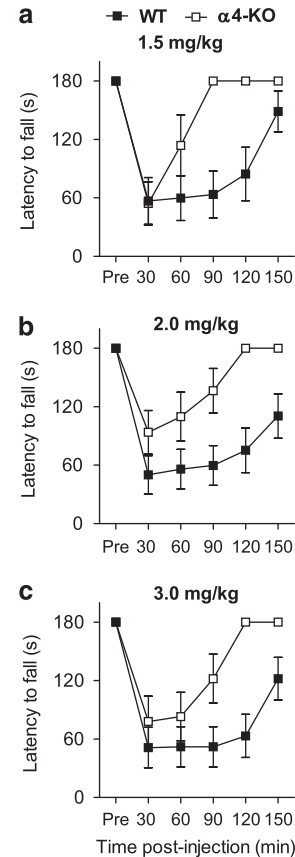 a WT α4-KO
1.5 mg/kg
Latency to fall (s)
180
120
60
0
Pre 30 60 90 120 150
b 2.0 mg/kg
Latency to fall (s)
180
120
60
0
Pre 30 60 90 120 150
c 3.0 mg/kg
Latency to fall (s)
180
120
60
0
Pre 30 60 90 120 150
Time post-injection (min)